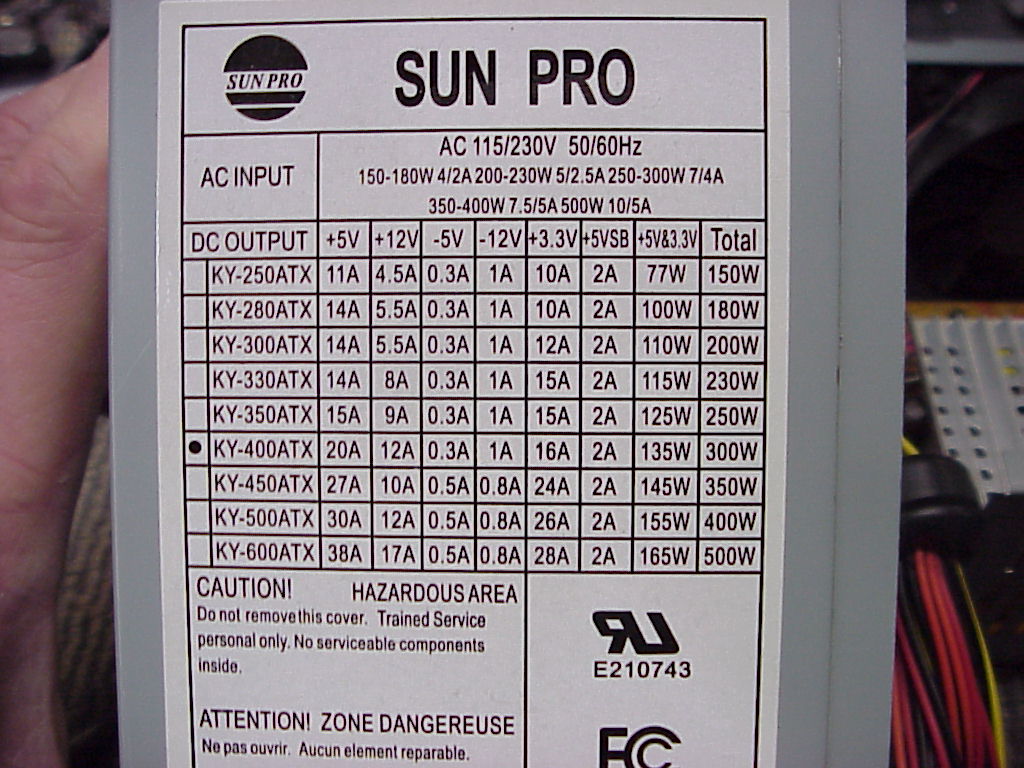 SUN PRO
SUN PRO
AC INPUT
AC 115/230V 50/60Hz
150-180W 4/2A 200-230W 5/2.5A 250-300W 7/4A
350-400W 7.5/5A 500W 10/5A
DC OUTPUT +5V +12V -5V -12V +3.3V +5VSB +5V&3.3V Total
KY-250ATX 11A 4.5A 0.3A 1A 10A 2A 77W 150W
KY-280ATX 14A 5.5A 0.3A 1A 10A 2A 100W 180W
KY-300ATX 14A 5.5A 0.3A 1A 12A 2A 110W 200W
KY-330ATX 14A 8A 0.3A 1A 15A 2A 115W 230W
KY-350ATX 15A 9A 0.3A 1A 15A 2A 125W 250W
● KY-400ATX 20A 12A 0.3A 1A 16A 2A 135W 300W
KY-450ATX 27A 10A 0.5A 0.8A 24A 2A 145W 350W
KY-500ATX 30A 12A 0.5A 0.8A 26A 2A 155W 400W
KY-600ATX 38A 17A 0.5A 0.8A 28A 2A 165W 500W
CAUTION! HAZARDOUS AREA
Do not remove this cover. Trained Service
personal only. No serviceable components
inside.
ATTENTION! ZONE DANGEREUSE
Ne pas ouvrir. Aucun element reparable.
RU
E210743
FC